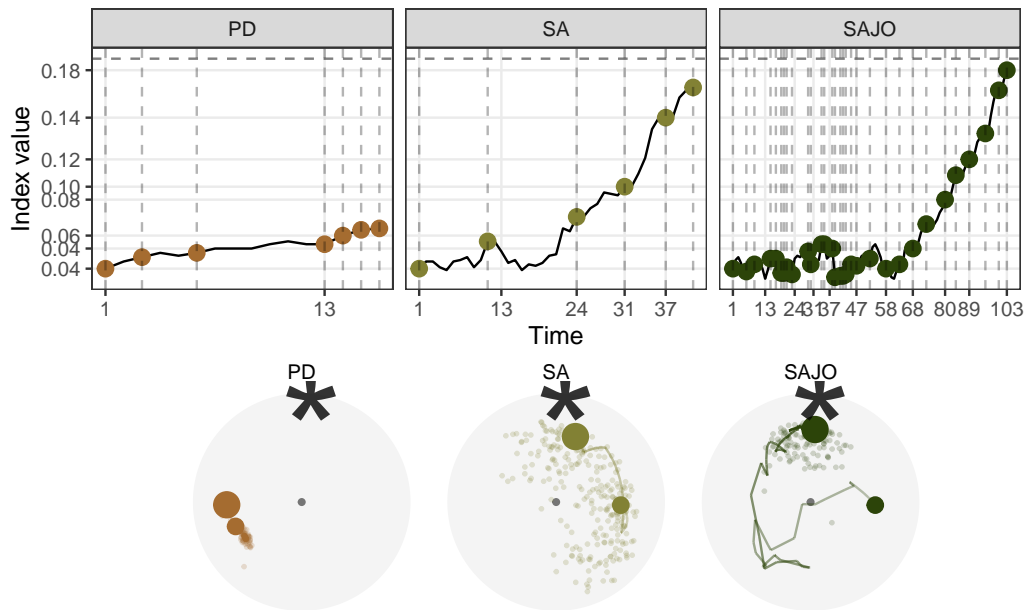 PD SA SAJO
Index value
0.18
0.14
0.12
0.10
0.08
0.06
0.04
0.04
1 13 1 13 24 31 37 1 13 24 31 37 47 58 68 80 89 103
Time
PD SA SAJO
* * *